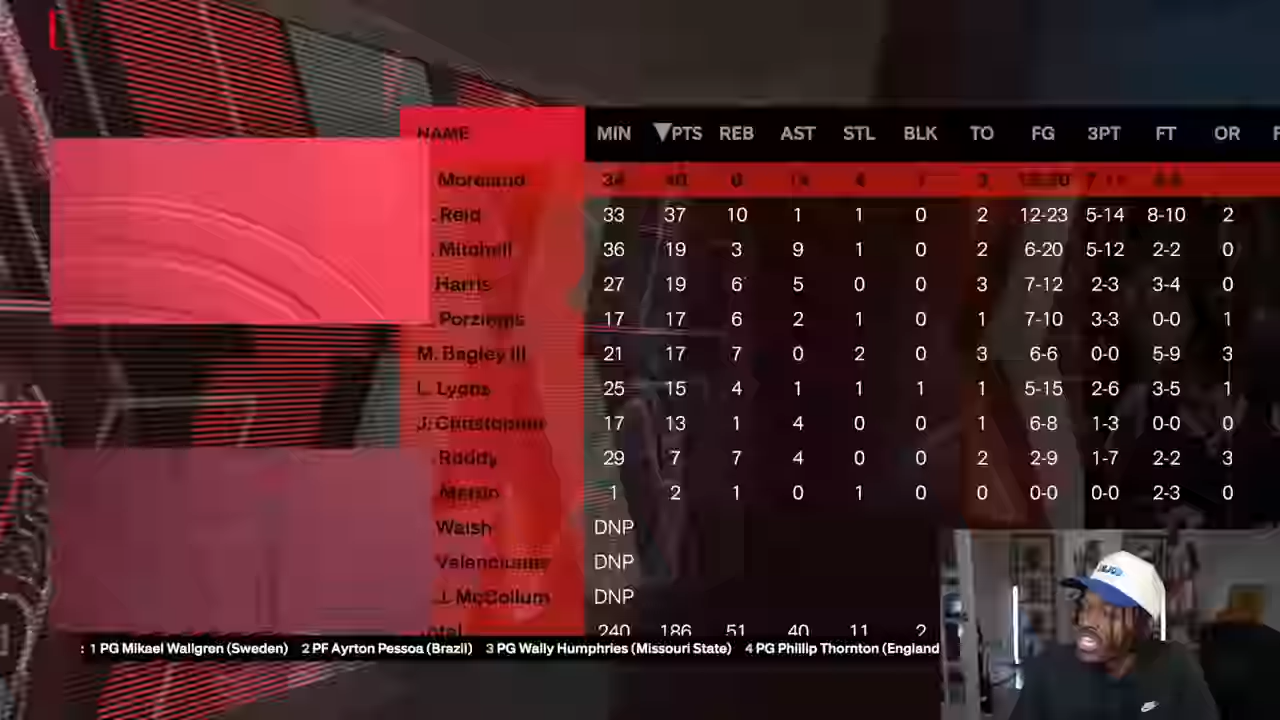 NAME MIN ▼PTS REB AST STL BLK TO FG 3PT FT OR
Moreland 34 40
. Reid 33 37 10 1 1 0 2 12-23 5-14 8-10 2
. Mitchell 36 19 3 9 1 0 2 6-20 5-12 2-2 0
Harris 27 19 6 5 0 0 3 7-12 2-3 3-4 0
. Porzingis 17 17 6 2 1 0 1 7-10 3-3 0-0 1
M. Bagley III 21 17 7 0 2 0 3 6-6 0-0 5-9 3
L. Lyons 25 15 4 1 1 1 1 5-15 2-6 3-5 1
J. Christopher 17 13 1 4 0 0 1 6-8 1-3 0-0 0
. Roddy 29 7 7 4 0 0 2 2-9 1-7 2-2 3
. Martin 1 2 1 0 1 0 0 0-0 0-0 2-3 0
Walsh DNP
Valanciunas DNP
.J. McCollum DNP
otal 240 186 51 40 11 2
: 1 PG Mikael Wallgren (Sweden) 2 PF Ayrton Pessoa (Brazil) 3 PG Wally Humphries (Missouri State) 4 PG Phillip Thornton (England